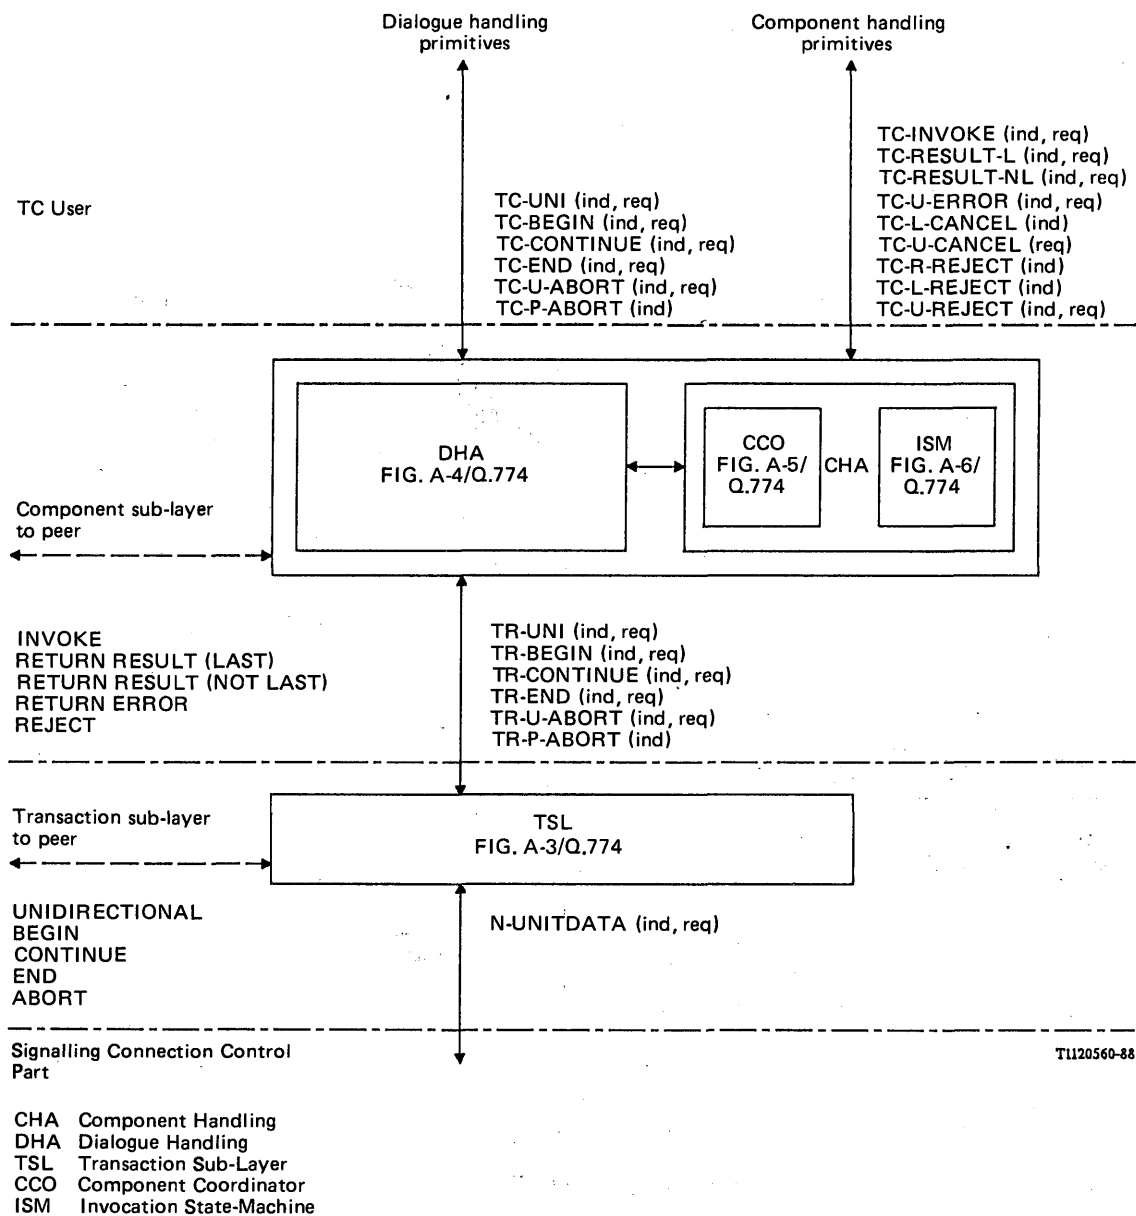 Dialogue handling
primitives
Component handling
primitives
TC-INVOKE (ind, req)
TC-RESULT-L (ind, req)
TC-RESULT-NL (ind, req)
TC-U-ERROR (ind, req)
TC-L-CANCEL (ind)
TC-U-CANCEL (req)
TC-R-REJECT (ind)
TC-L-REJECT (ind)
TC-U-REJECT (ind, req)
TC User
TC-UNI (ind, req)
TC-BEGIN (ind, req)
TC-CONTINUE (ind, req)
TC-END (ind, req)
TC-U-ABORT (ind, req)
TC-P-ABORT (ind)
DHA
FIG. A-4/Q.774
CCO
FIG. A-5/
Q.774
CHA
ISM
FIG. A-6/
Q.774
Component sub-layer
to peer
INVOKE
RETURN RESULT (LAST)
RETURN RESULT (NOT LAST)
RETURN ERROR
REJECT
TR-UNI (ind, req)
TR-BEGIN (ind, req)
TR-CONTINUE (ind, req)
TR-END (ind, req)
TR-U-ABORT (ind, req)
TR-P-ABORT (ind)
Transaction sub-layer
to peer
TSL
FIG. A-3/Q.774
UNIDIRECTIONAL
BEGIN
CONTINUE
END
ABORT
N-UNITDATA (ind, req)
Signalling Connection Control
Part
T1120560-88
CHA Component Handling
DHA Dialogue Handling
TSL Transaction Sub-Layer
CCO Component Coordinator
ISM Invocation State-Machine